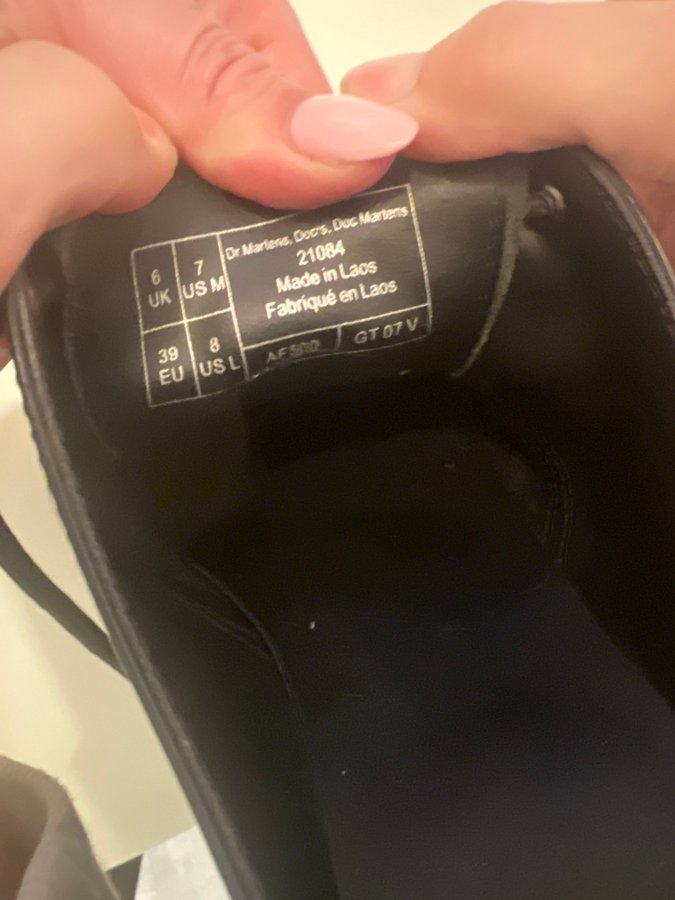 6
UK
7
US M
39
EU
8
US L
Dr Martens, Doc's, Doc Martens
21084
Made in Laos
Fabriqué en Laos
GT 07 V